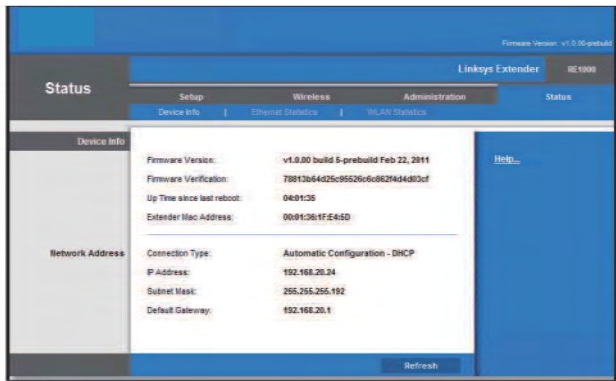 Firmware Version: v1.0.00-prebuild
Linksys Extender RE1000
Status
Setup Wireless Administration Status
Device Info | Ethernet Statistics | WLAN Statistics
Device Info
Firmware Version: v1.0.00 build 5-prebuild Feb 22, 2011
Firmware Verification: 78813b64d25c95526c6c862f4d4d03cf
Up Time since last reboot: 04:01:35
Extender Mac Address: 00:01:36:1F:E4:5D
Help...
Network Address
Connection Type: Automatic Configuration - DHCP
IP Address: 192.168.20.24
Subnet Mask: 255.255.255.192
Default Gateway: 192.168.20.1
Refresh